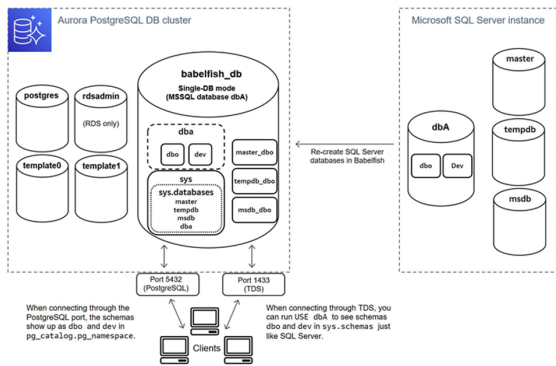 Aurora PostgreSQL DB cluster
Microsoft SQL Server instance
babelfish_db
Single-DB mode
(MSSQL database dbA)
postgres
rdsadmin
(RDS only)
template0
template1
dba
dbo
dev
sys
sys.databases
master
tempdb
msdb
dba
master_dbo
tempdb_dbo
msdb_dbo
Re-create SQL Server
databases in Babelfish
dbA
dbo
Dev
master
tempdb
msdb
Port 5432
(PostgreSQL)
Port 1433
(TDS)
When connecting through the
PostgreSQL port, the schemas
show up as dbo and dev in
pg_catalog.pg_namespace.
When connecting through TDS, you
can run USE dbA to see schemas
dbo and dev in sys.schemas just
like SQL Server.
Clients